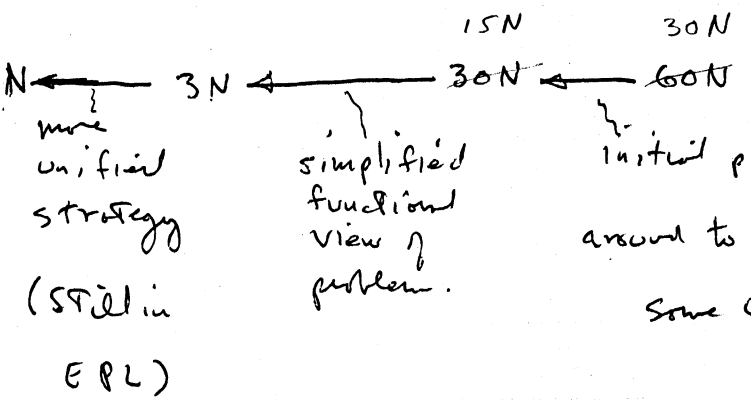 15N 30N
N 3N 30N 60N
more
unified
strategy
(Still in
EPL)
simplified
functional
view of
problem.
initial p
around to
some